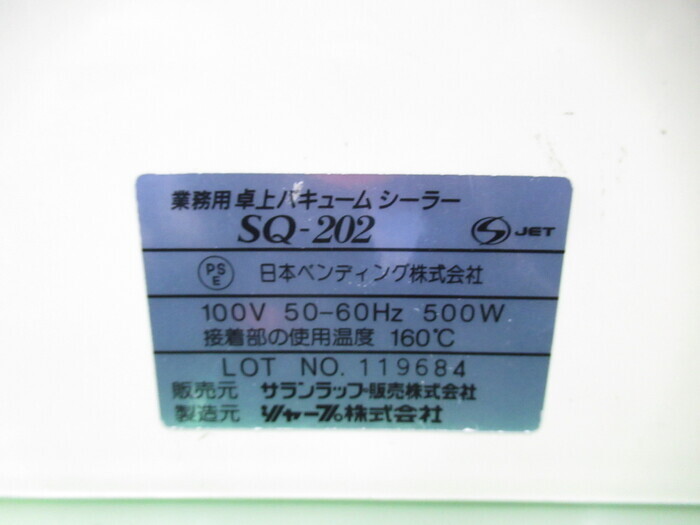 業務用卓上バキュームシーラー
SQ-202
S JET
PS E 日本ベンディング株式会社
100V 50-60Hz 500W
接着部の使用温度 160℃
LOT NO. 119684
販売元 サランラップ販売株式会社
製造元 シャープ株式会社